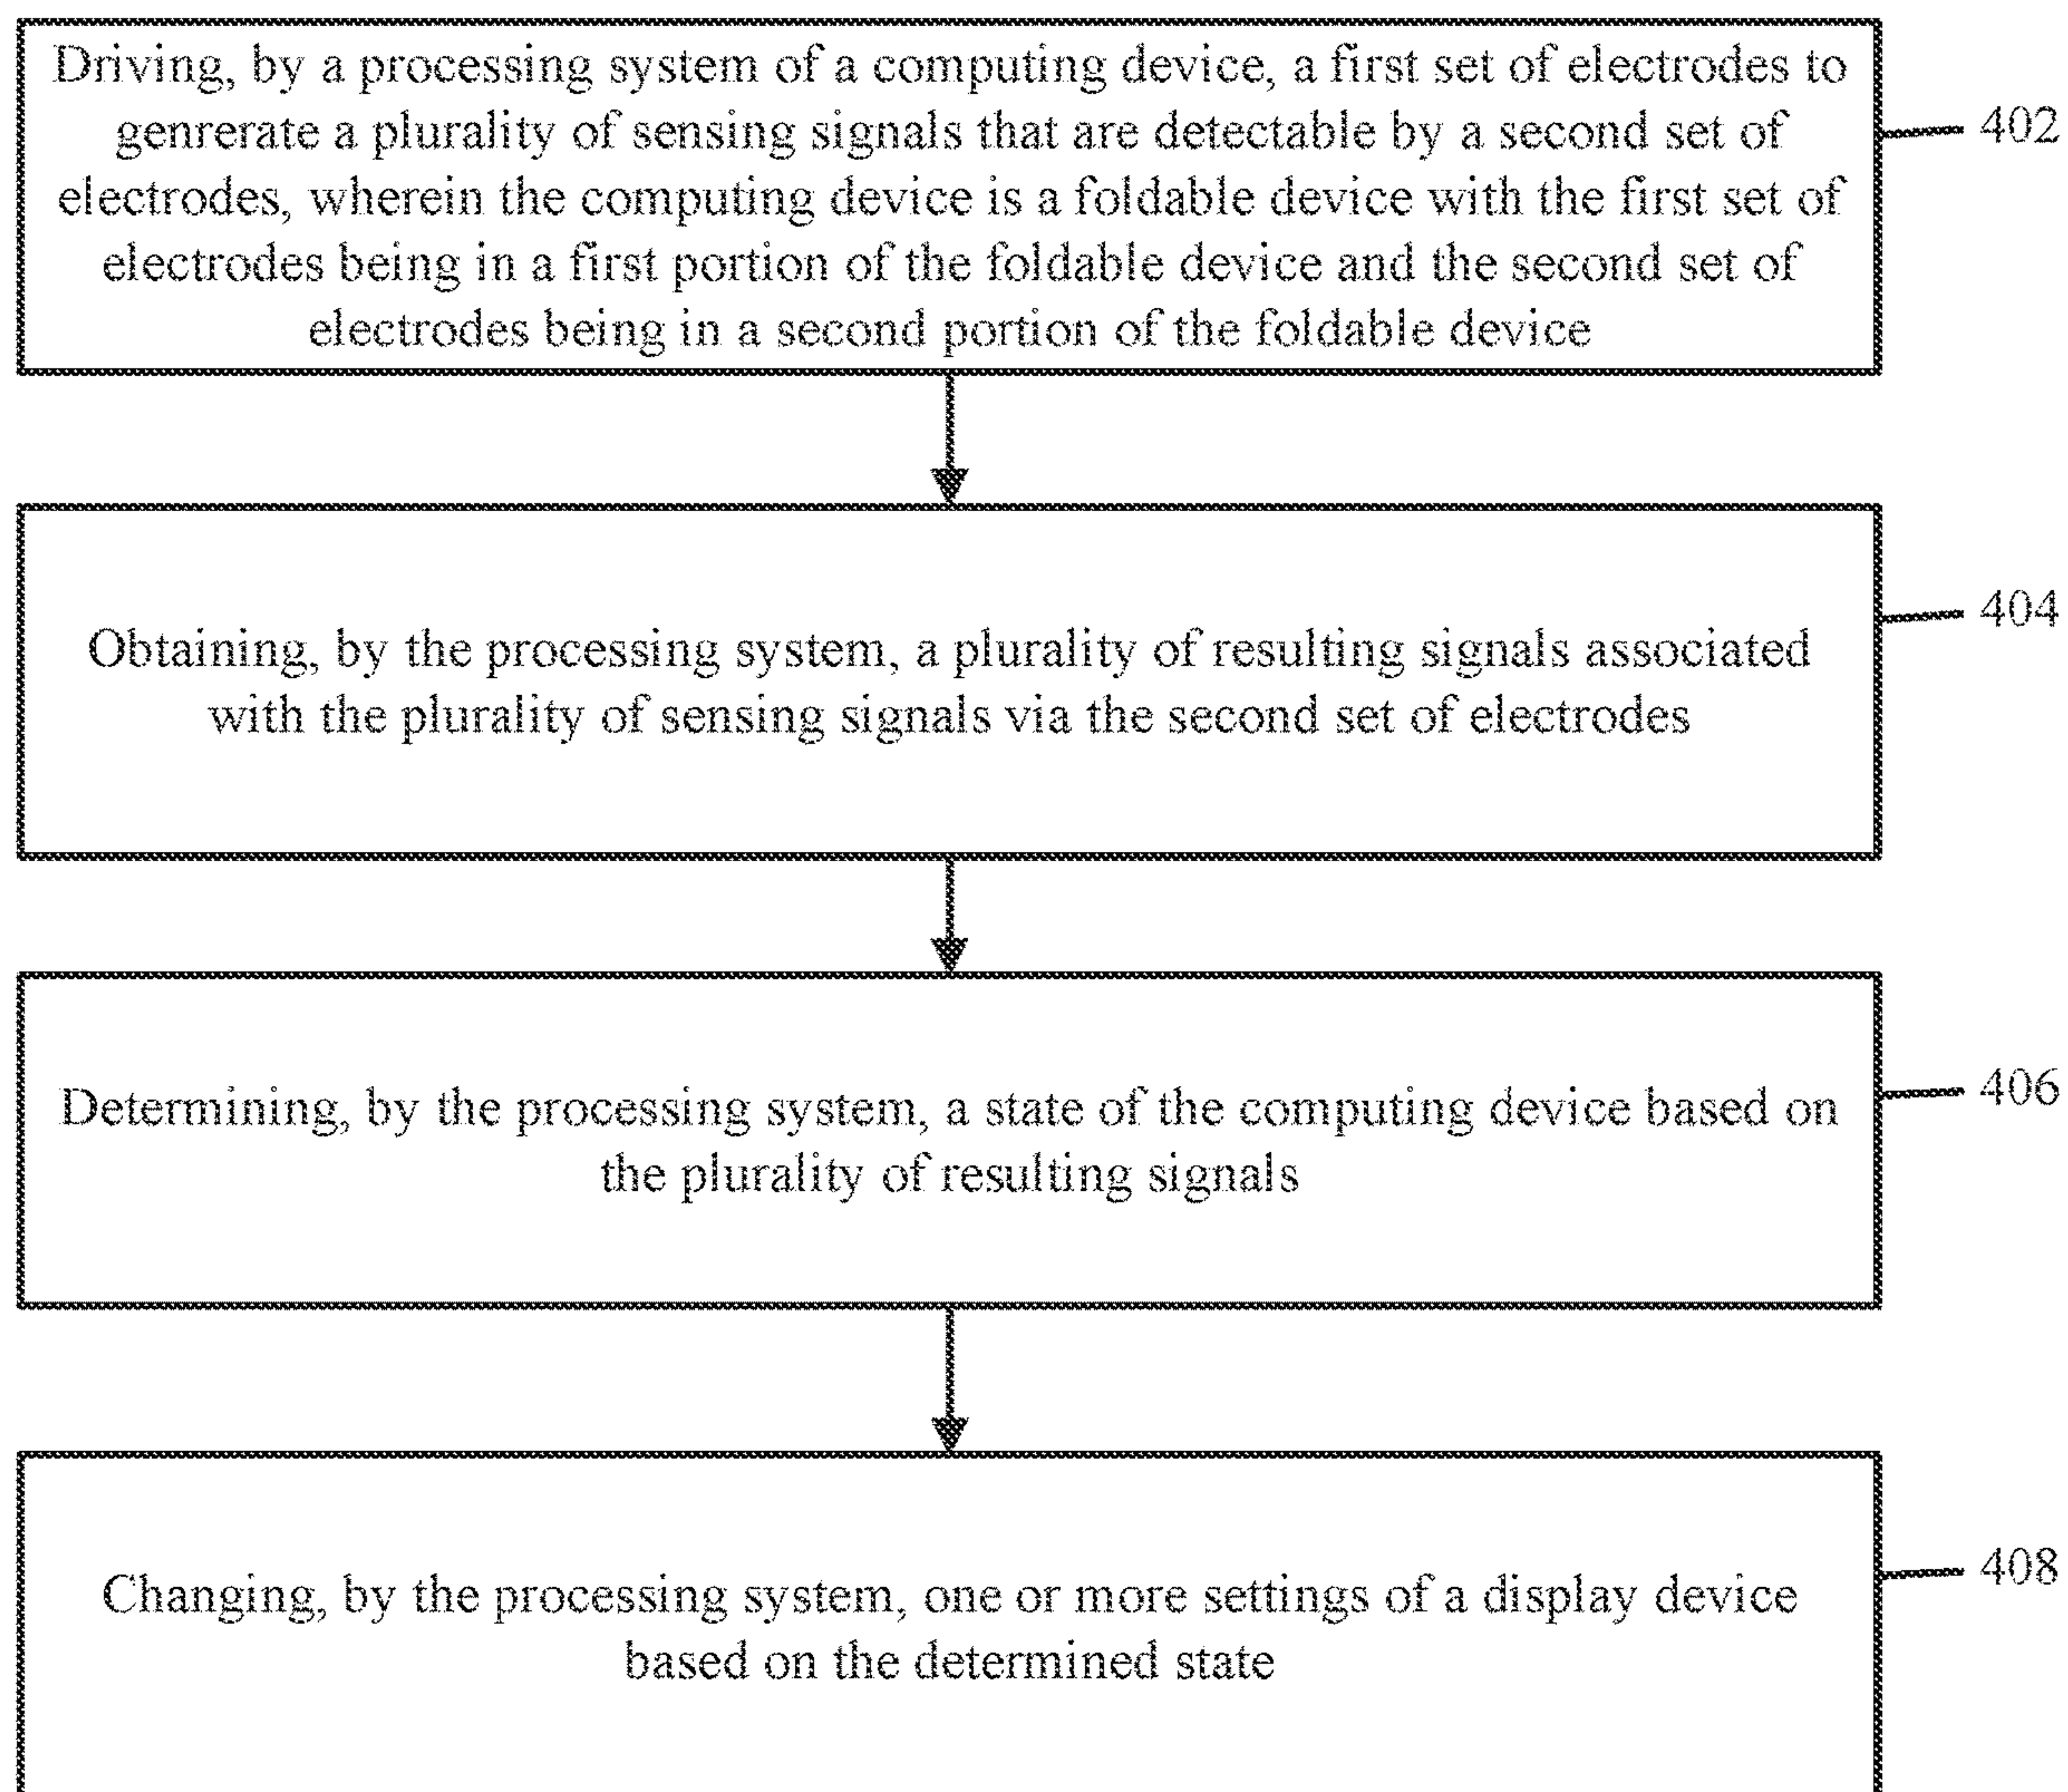 Driving, by a processing system of a computing device, a first set of electrodes to
genrerate a plurality of sensing signals that are detectable by a second set of
electrodes, wherein the computing device is a foldable device with the first set of
electrodes being in a first portion of the foldable device and the second set of
electrodes being in a second portion of the foldable device
402
Obtaining, by the processing system, a plurality of resulting signals associated
with the plurality of sensing signals via the second set of electrodes
404
Determining, by the processing system, a state of the computing device based on
the plurality of resulting signals
406
Changing, by the processing system, one or more settings of a display device
based on the determined state
408